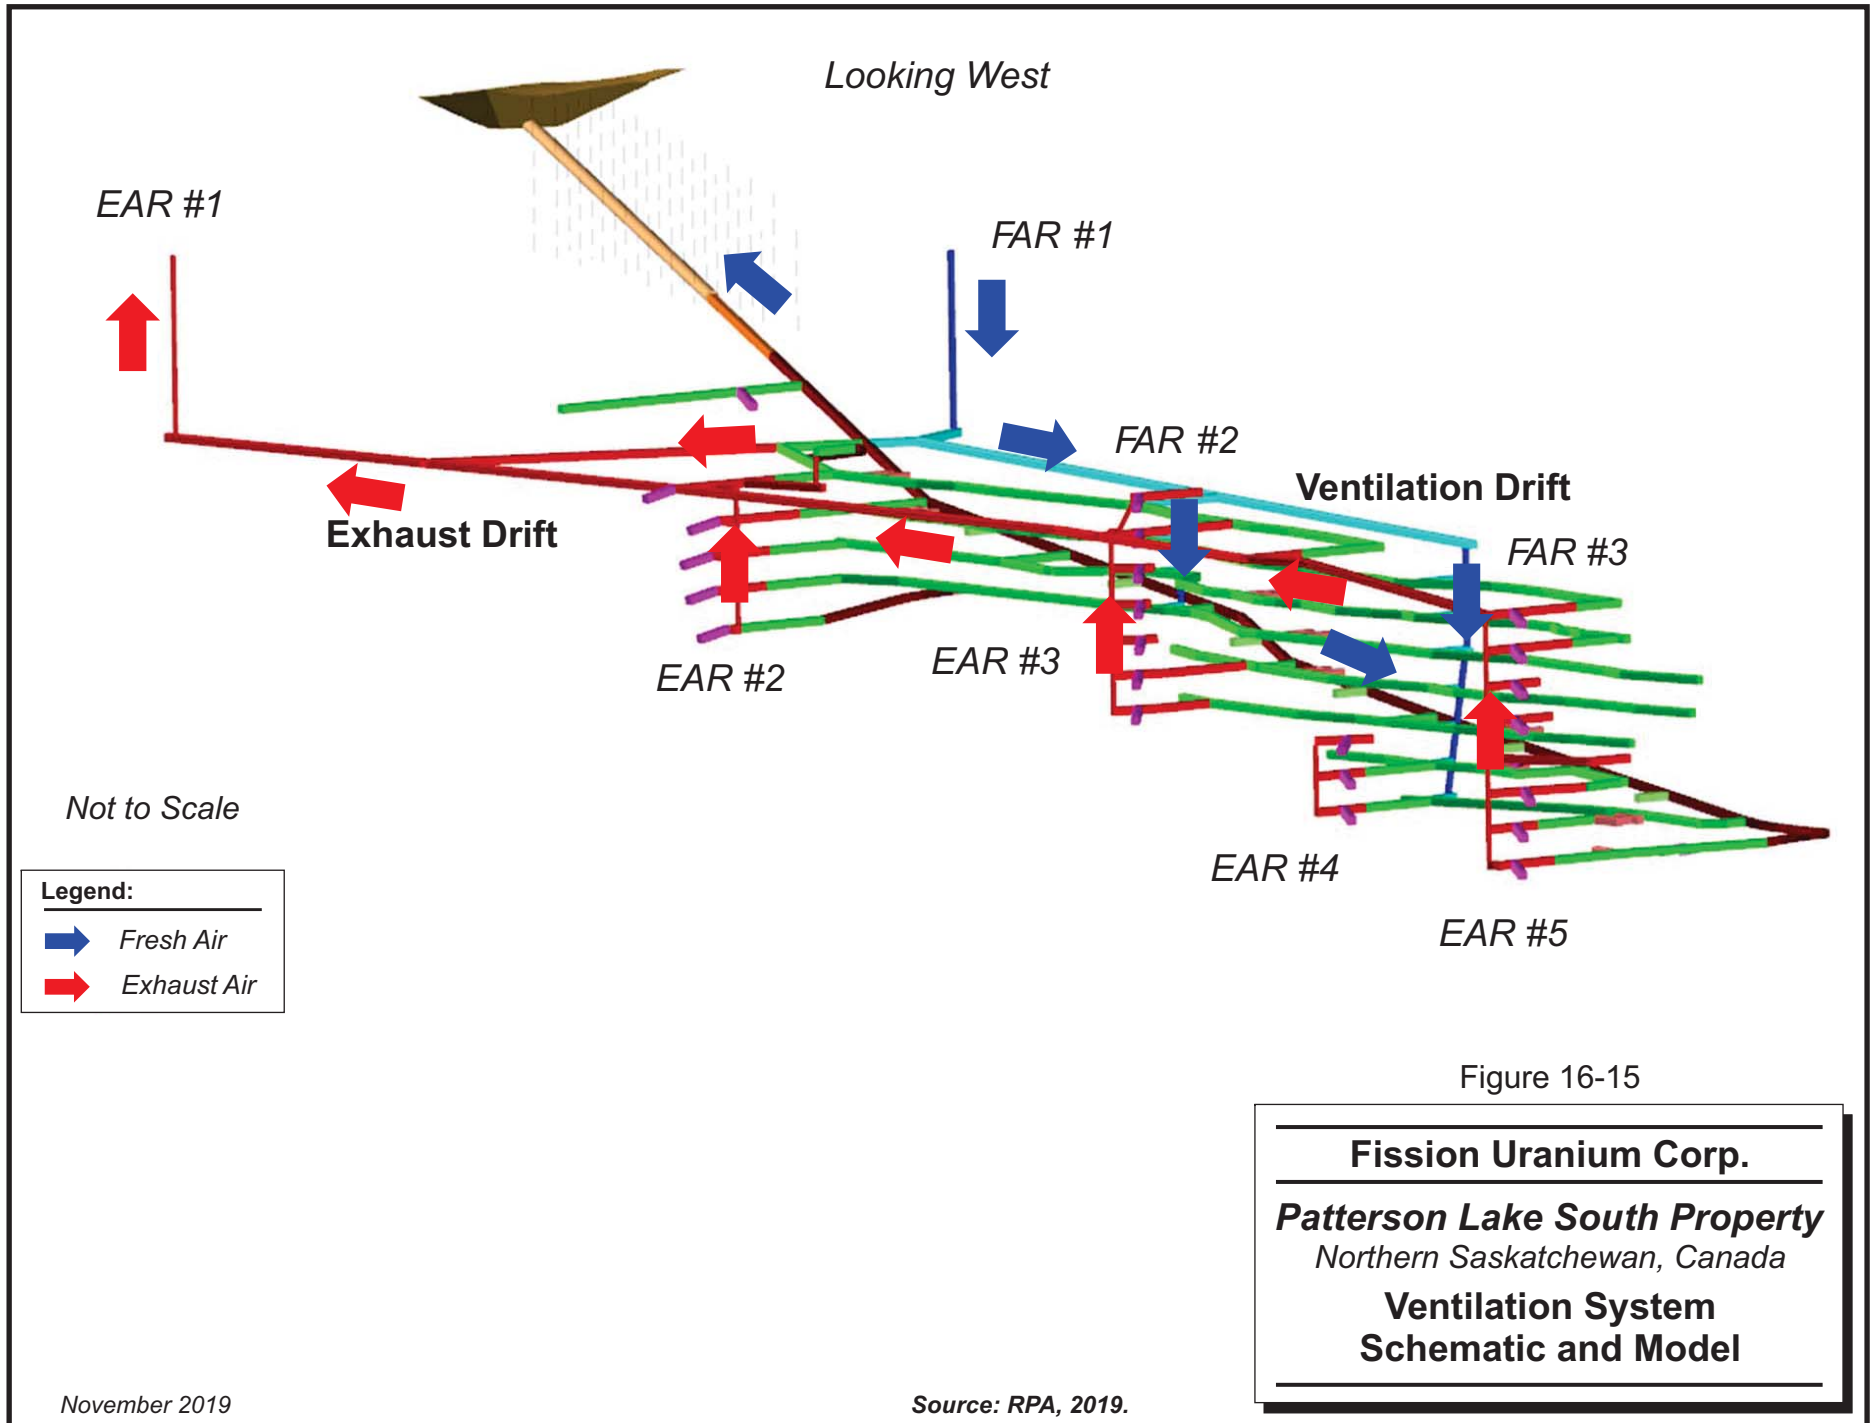 Looking West
EAR #1
FAR #1
FAR #2
Ventilation Drift
Exhaust Drift
FAR #3
EAR #2
EAR #3
Not to Scale
EAR #4
EAR #5
Legend:
Fresh Air
Exhaust Air
Figure 16-15
Fission Uranium Corp.
Patterson Lake South Property
Northern Saskatchewan, Canada
Ventilation System
Schematic and Model
November 2019
Source: RPA, 2019.